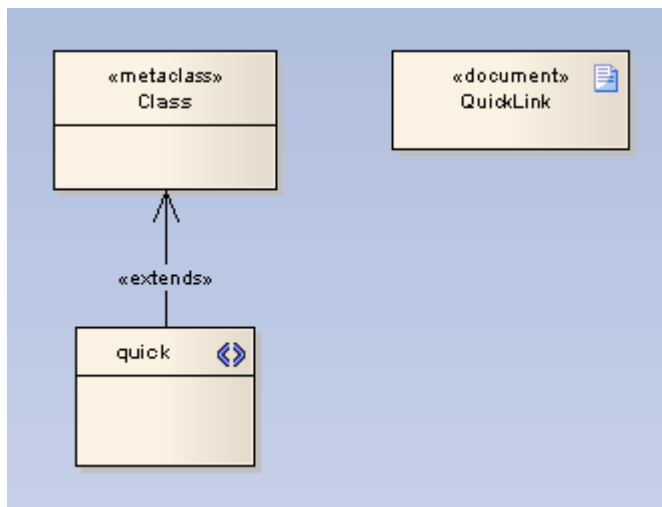 «metaclass»
Class
«document»
QuickLink
«extends»
quick